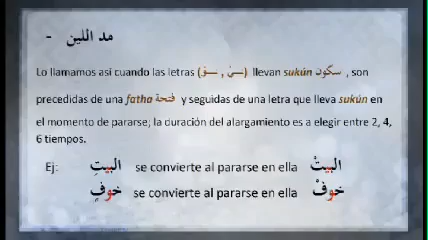 - مد اللين
Lo llamamos así cuando las letras (ـَيْ , ـَوْ) llevan sukún سكون , son
precedidas de una fatha فتحة y seguidas de una letra que lleva sukún en
el momento de pararse; la duración del alargamiento es a elegir entre 2, 4,
6 tiempos.
Ej: البيتِ se convierte al pararse en ella البيتْ
خوفٍ se convierte al pararse en ella خوفْ